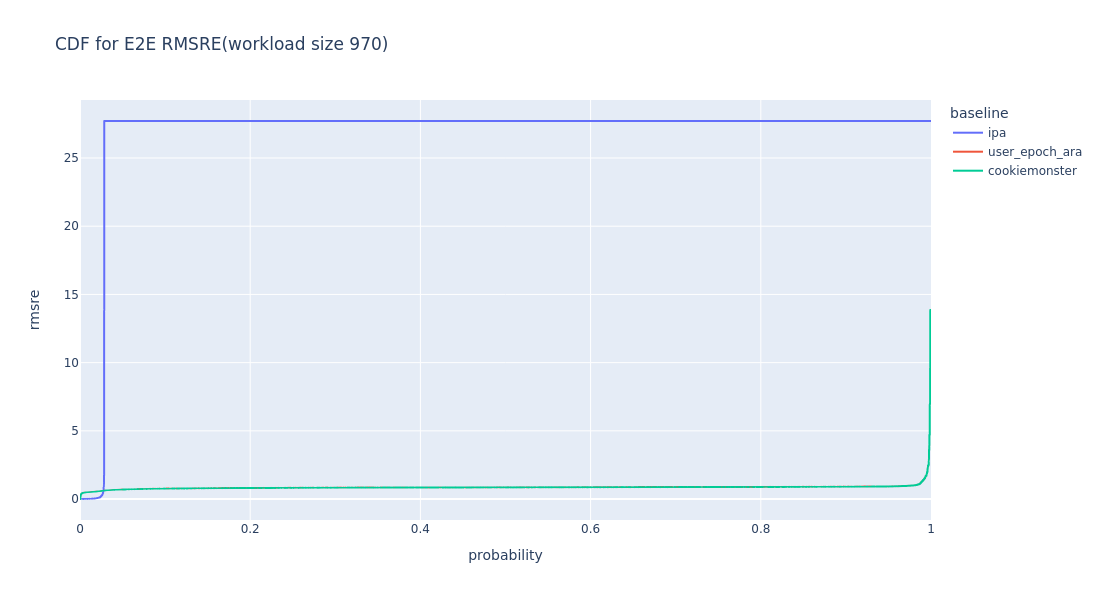 CDF for E2E RMSRE(workload size 970)
baseline
ipa
user_epoch_ara
cookiemonster
25
20
15
10
5
0
rmsre
0
0.2
0.4
0.6
0.8
1
probability